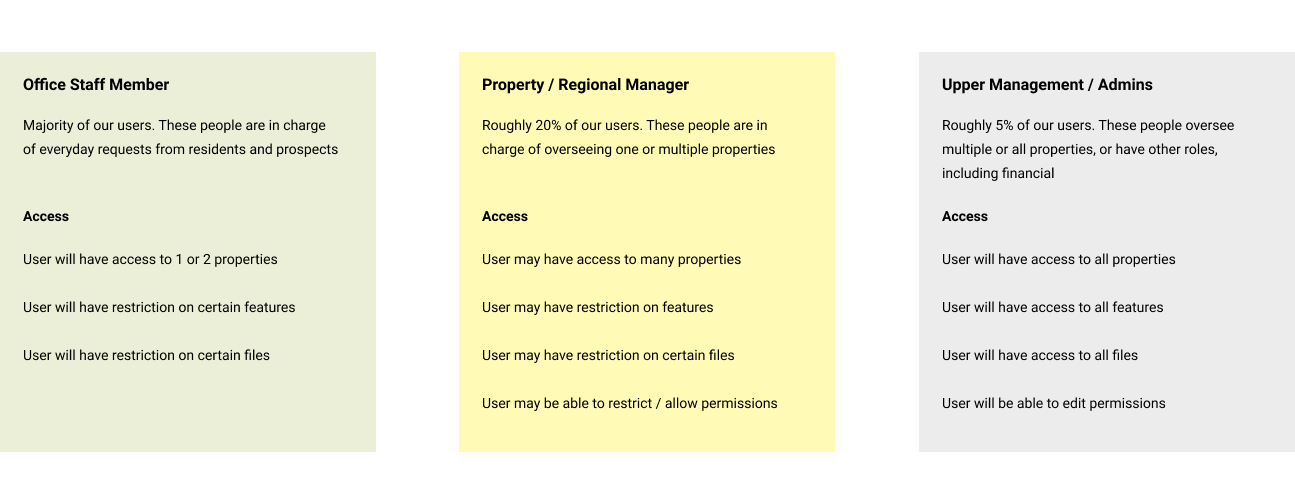 Office Staff Member
Majority of our users. These people are in charge
of everyday requests from residents and prospects
Access
User will have access to 1 or 2 properties
User will have restriction on certain features
User will have restriction on certain files
Property / Regional Manager
Roughly 20% of our users. These people are in
charge of overseeing one or multiple properties
Access
User may have access to many properties
User may have restriction on features
User may have restriction on certain files
User may be able to restrict / allow permissions
Upper Management / Admins
Roughly 5% of our users. These people oversee
multiple or all properties, or have other roles,
including financial
Access
User will have access to all properties
User will have access to all features
User will have access to all files
User will be able to edit permissions